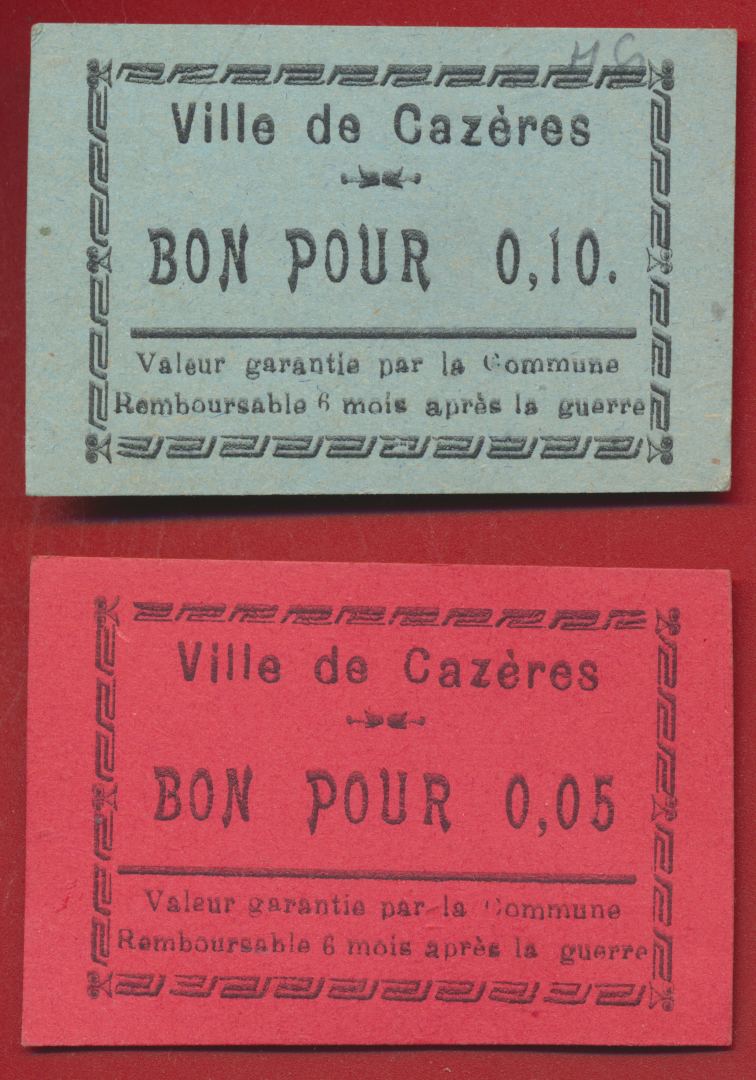 HG
Ville de Cazères
BON POUR 0,10.
Valeur garantie par la Commune
Remboursable 6 mois après la guerre
Ville de Cazères
BON POUR 0,05
Valeur garantie par la Commune
Remboursable 6 mois après la guerre